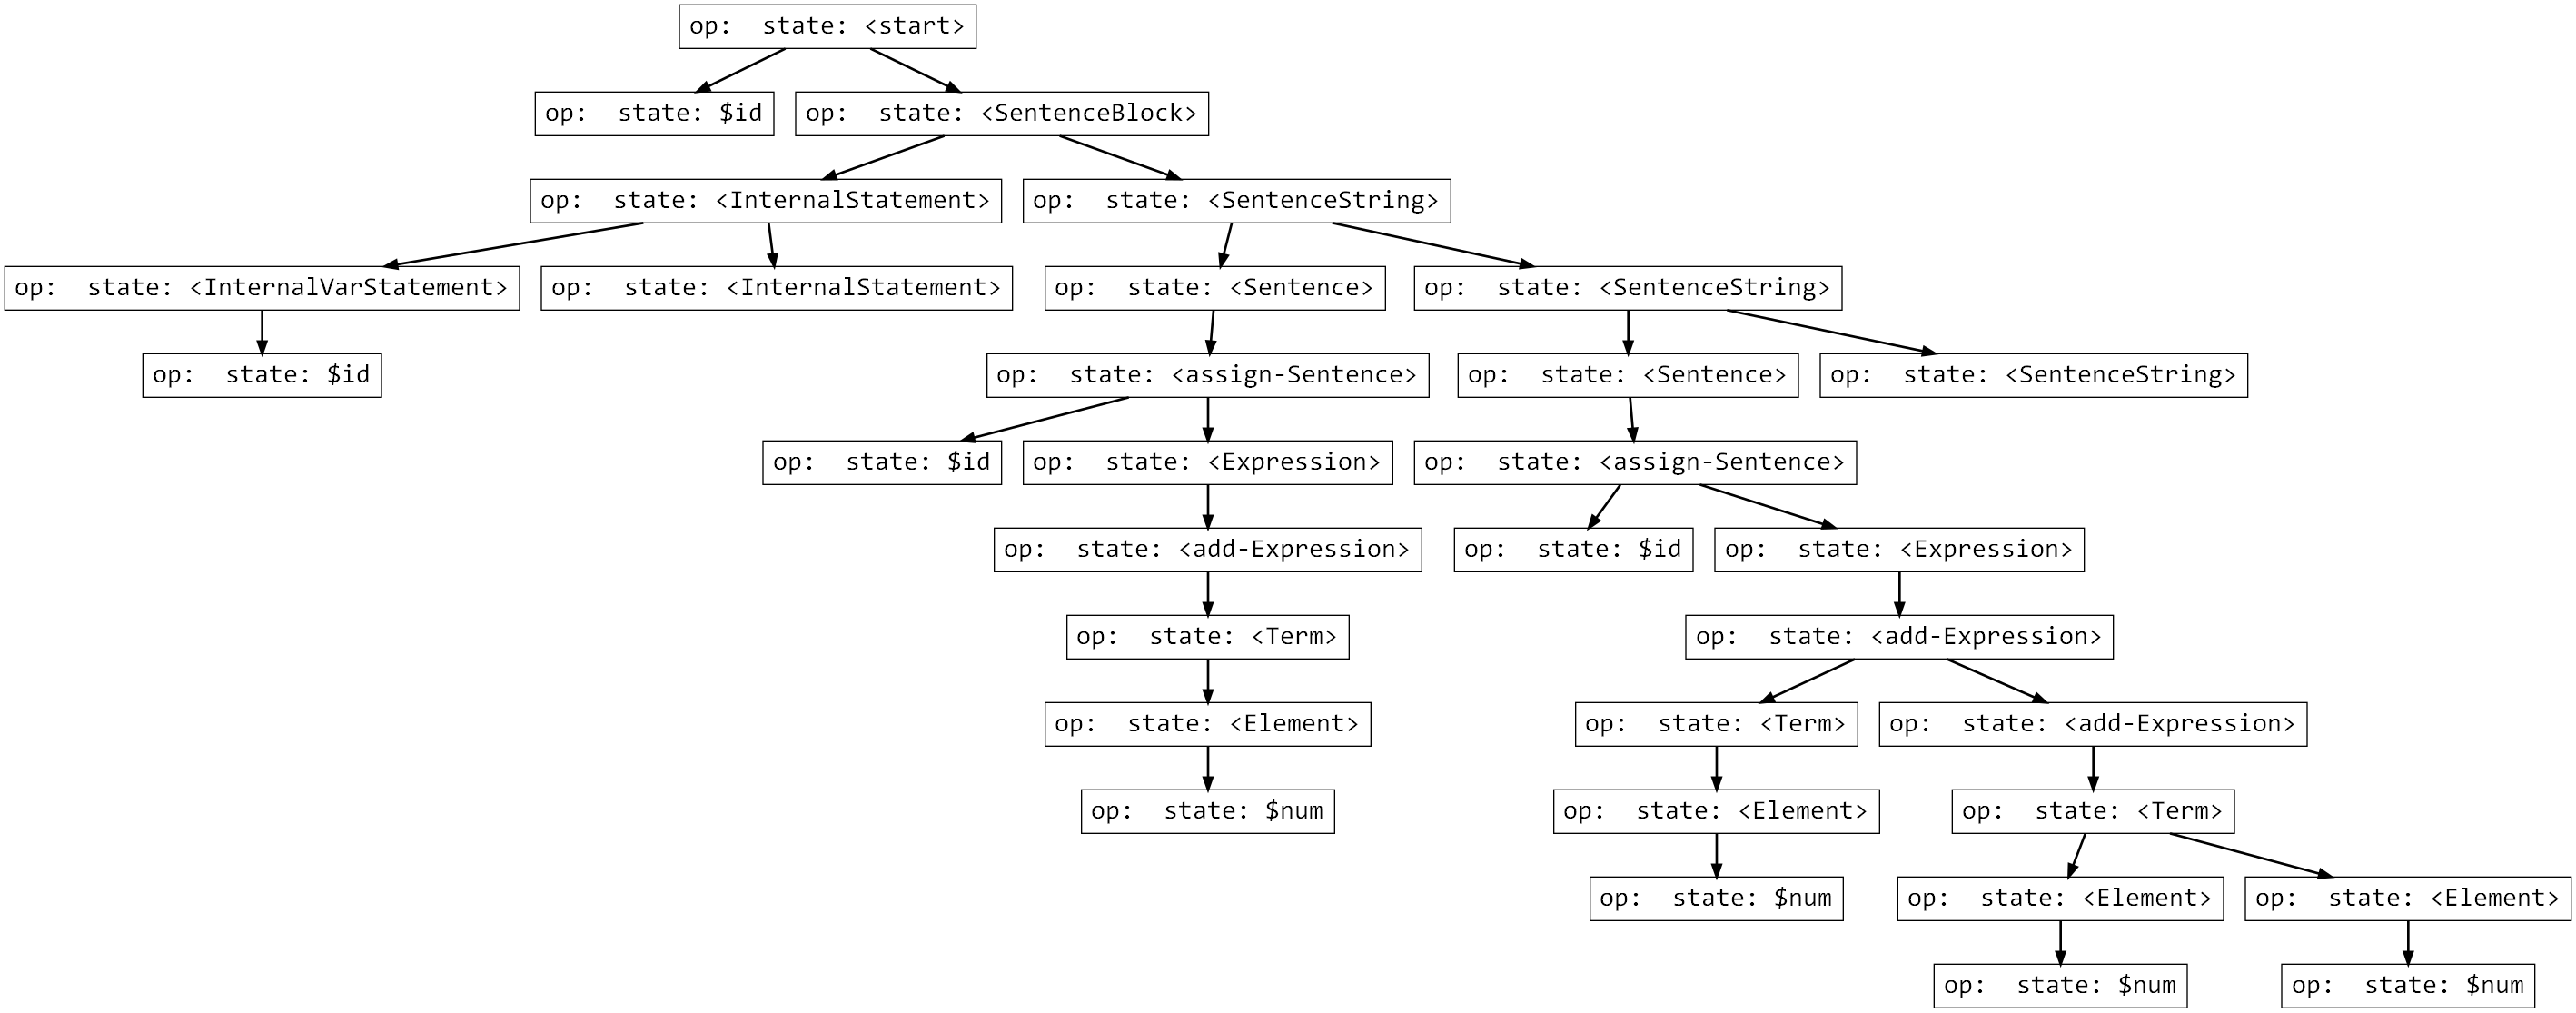 op:  state: <start>
op:  state: $id
op:  state: <SentenceBlock>
op:  state: <InternalStatement>
op:  state: <SentenceString>
op:  state: <InternalVarStatement>
op:  state: <InternalStatement>
op:  state: <Sentence>
op:  state: <SentenceString>
op:  state: $id
op:  state: <assign-Sentence>
op:  state: <Sentence>
op:  state: <SentenceString>
op:  state: $id
op:  state: <Expression>
op:  state: <assign-Sentence>
op:  state: <add-Expression>
op:  state: $id
op:  state: <Expression>
op:  state: <Term>
op:  state: <add-Expression>
op:  state: <Element>
op:  state: <Term>
op:  state: <add-Expression>
op:  state: $num
op:  state: <Element>
op:  state: <Term>
op:  state: $num
op:  state: <Element>
op:  state: <Element>
op:  state: $num
op:  state: $num